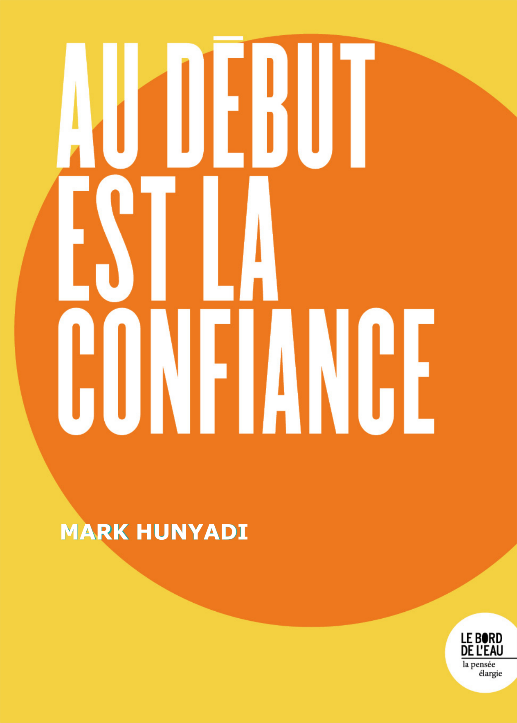 AU DÉBUT
EST LA
CONFIANCE
MARK HUNYADI
LE BORD
DE L'EAU
la pensée
élargie